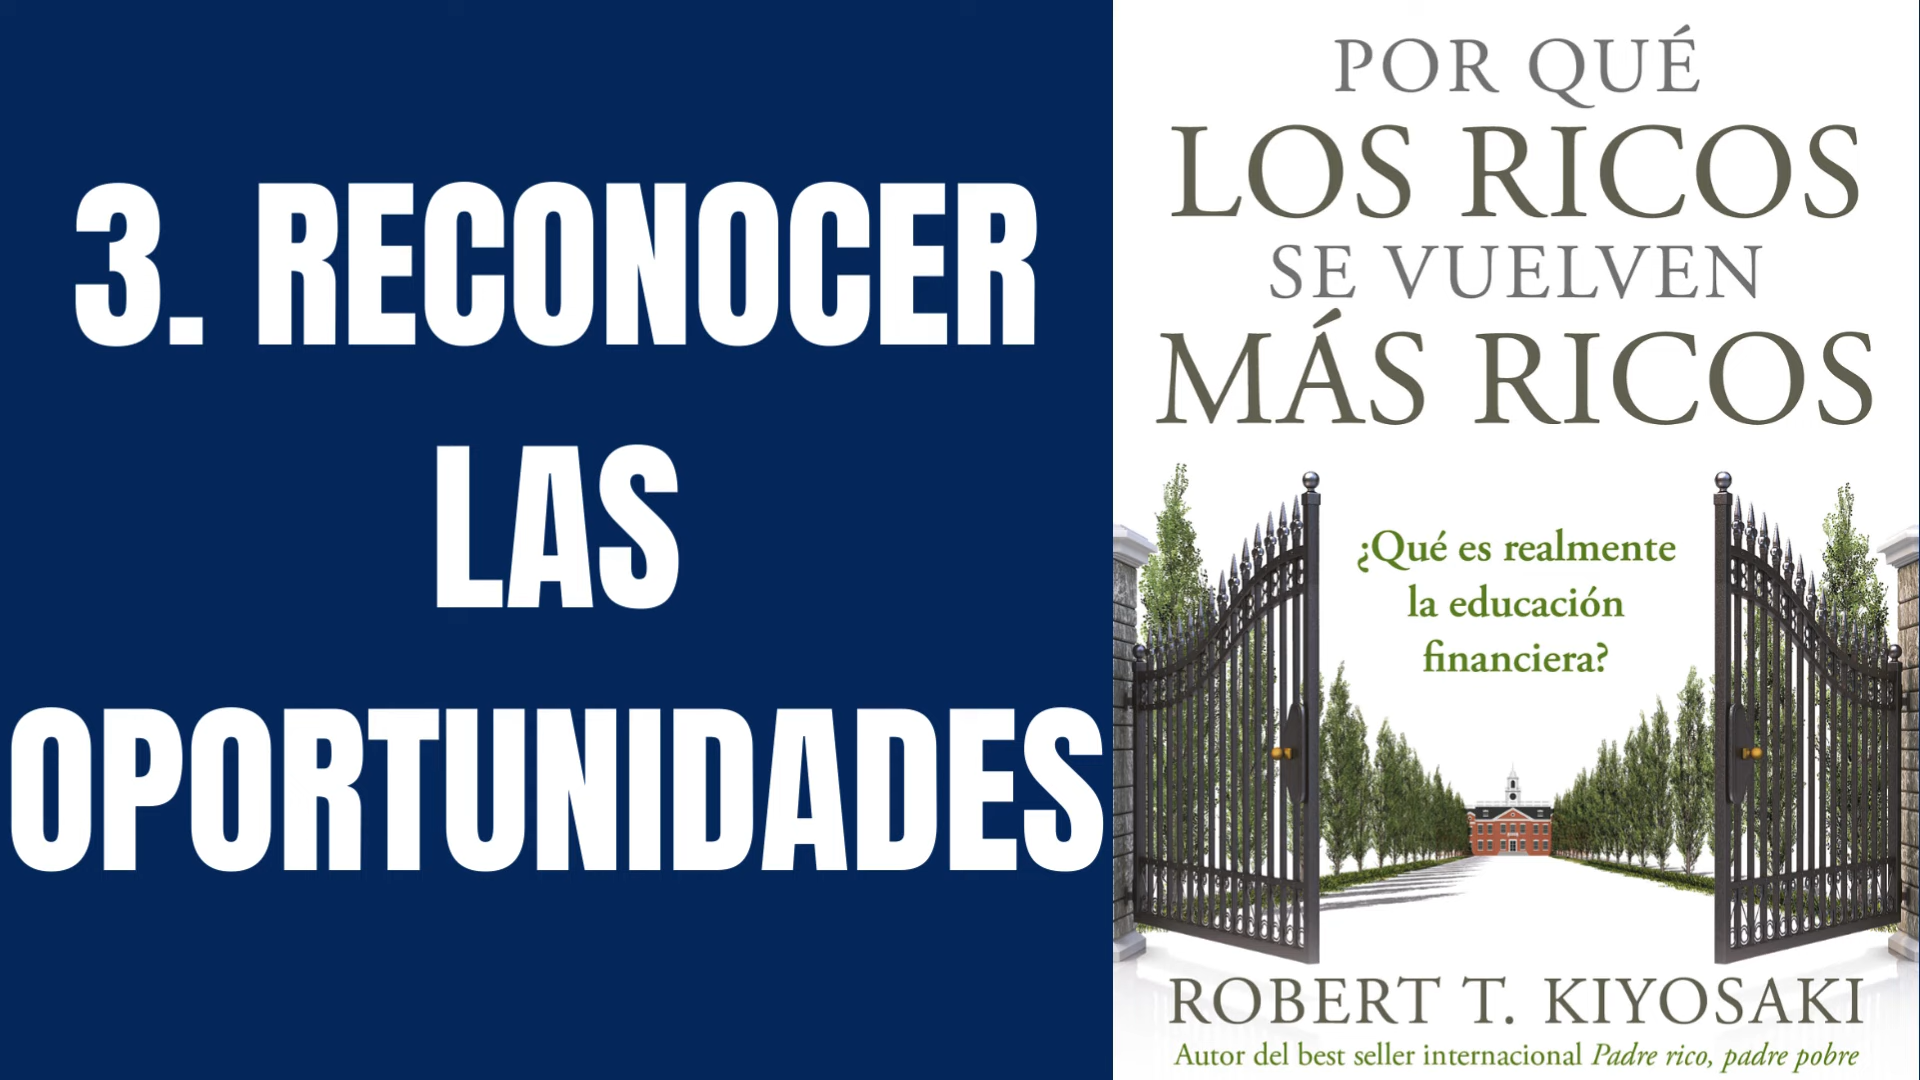 3. RECONOCER
LAS
OPORTUNIDADES
POR QUÉ
LOS RICOS
SE VUELVEN
MÁS RICOS
¿Qué es realmente
la educación
financiera?
ROBERT T. KIYOSAKI
Autor del best seller internacional Padre rico, padre pobre